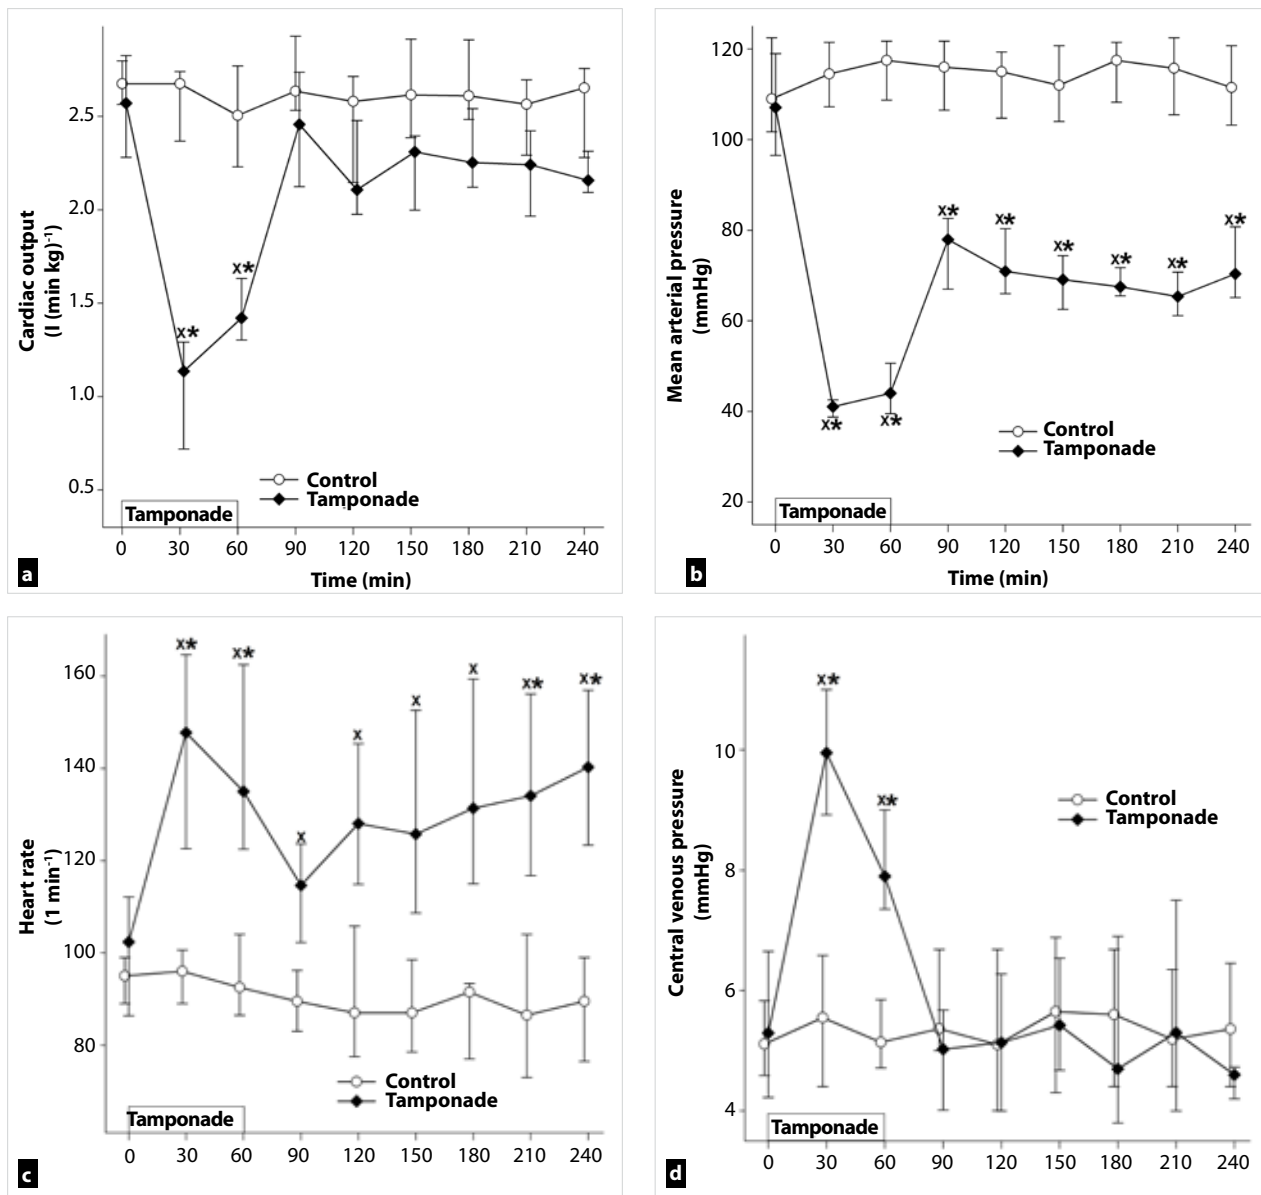 2.5
2.0
1.5
1.0
0.5
Cardiac output
(l (min kg)⁻¹)
x*
x*
Control
Tamponade
Tamponade
0 30 60 90 120 150 180 210 240
Time (min)
a
120
100
80
60
40
20
Mean arterial pressure
(mmHg)
x* x* x* x* x* x*
x* x*
Control
Tamponade
Tamponade
0 30 60 90 120 150 180 210 240
Time (min)
b
160
140
120
100
80
Heart rate
(1 min⁻¹)
x* x* x x x x x* x*
Control
Tamponade
Tamponade
0 30 60 90 120 150 180 210 240
c
10
8
6
4
Central venous pressure
(mmHg)
x*
x*
Control
Tamponade
Tamponade
0 30 60 90 120 150 180 210 240
d